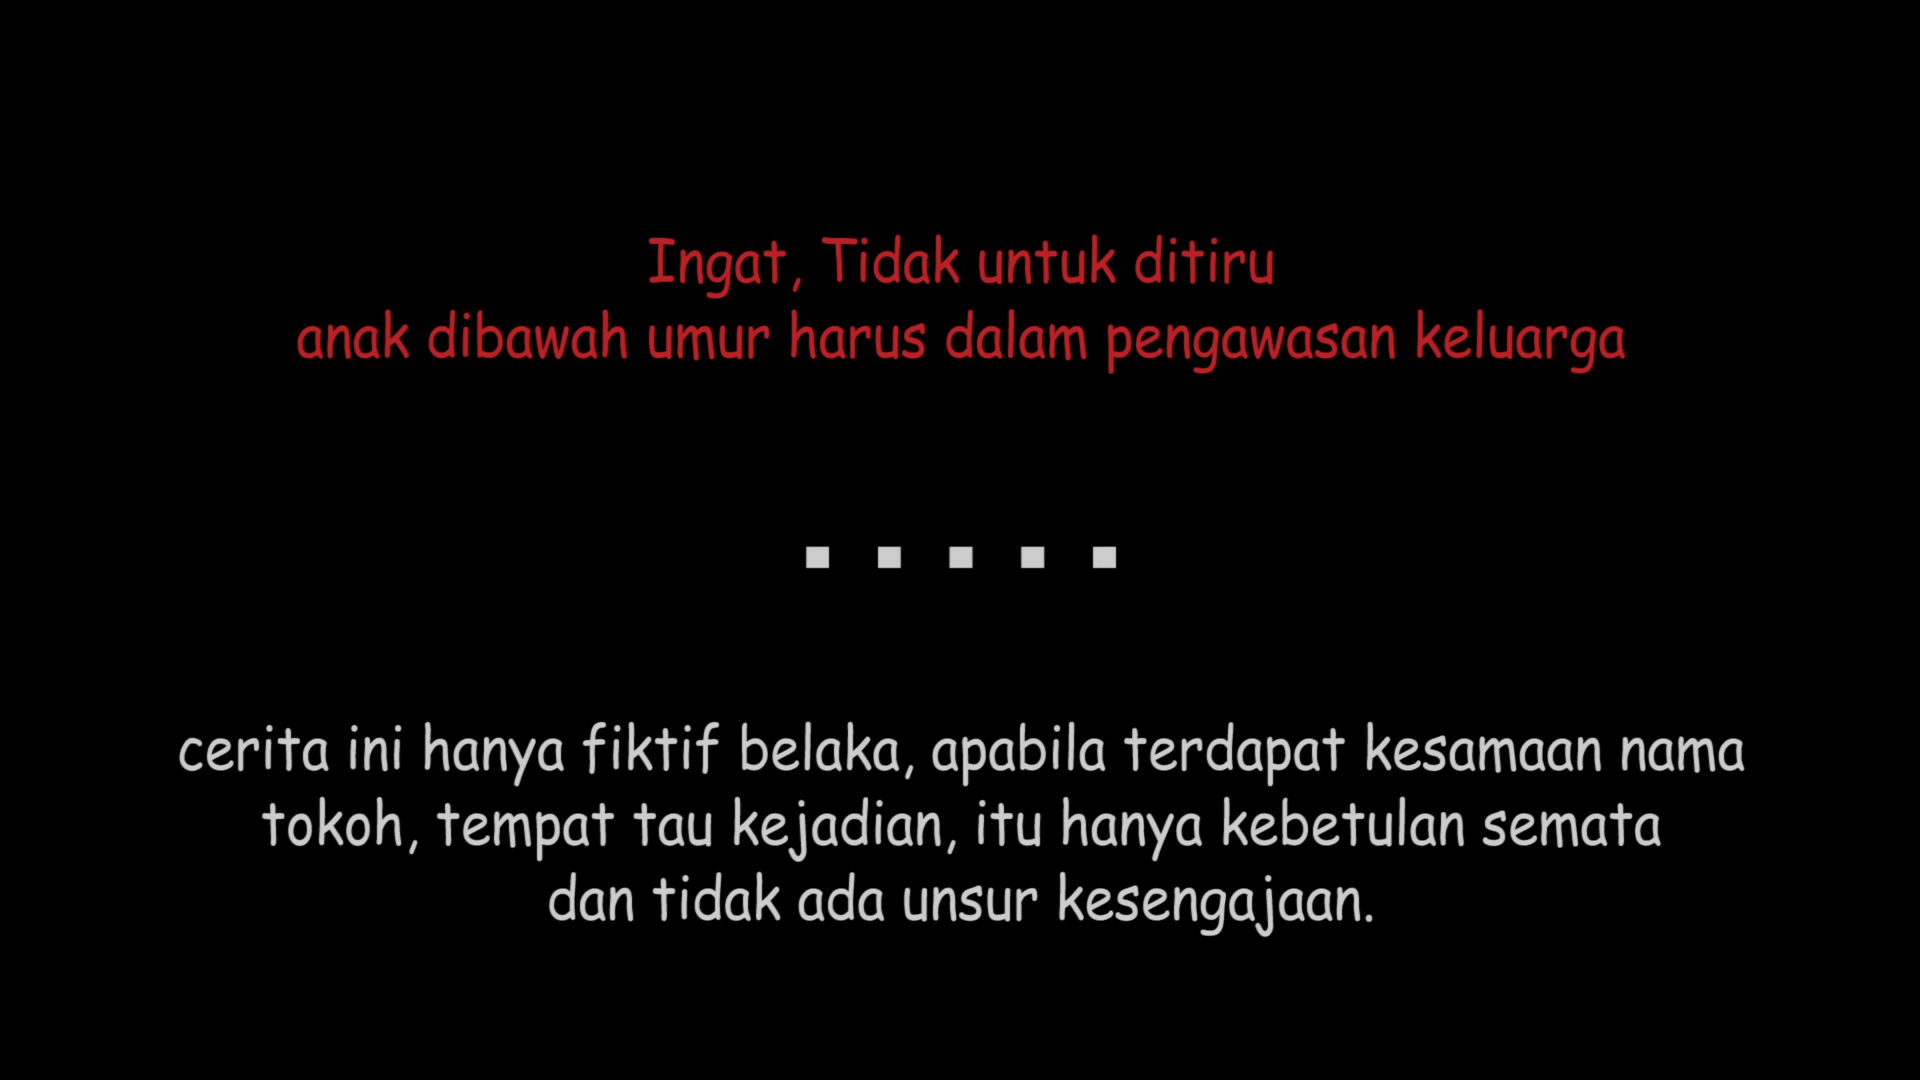 Ingat, Tidak untuk ditiru
anak dibawah umur harus dalam pengawasan keluarga
. . . . .
cerita ini hanya fiktif belaka, apabila terdapat kesamaan nama
tokoh, tempat tau kejadian, itu hanya kebetulan semata
dan tidak ada unsur kesengajaan.